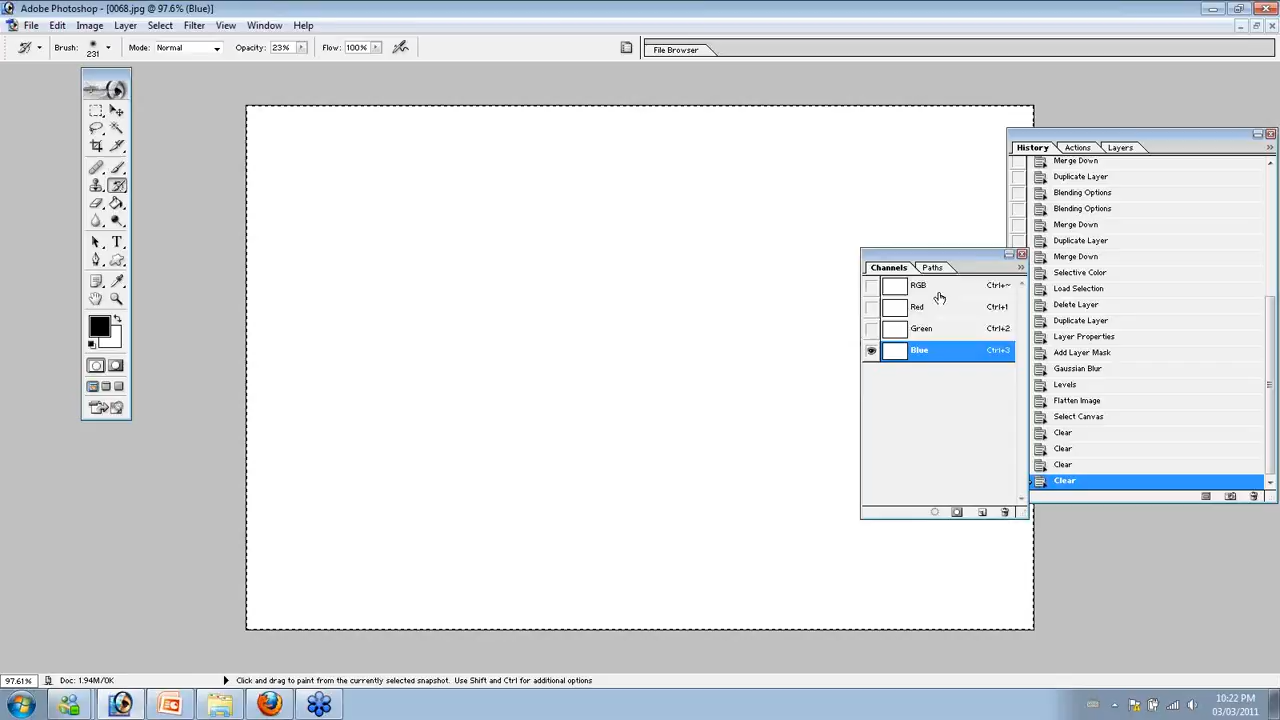 Adobe Photoshop - [0068.jpg @ 97.6% (Blue)]
File Edit Image Layer Select Filter View Window Help
Brush: 231 Mode: Normal Opacity: 23% Flow: 100% File Browser
History Actions Layers
Merge Down
Duplicate Layer
Blending Options
Blending Options
Merge Down
Duplicate Layer
Merge Down
Selective Color
Load Selection
Delete Layer
Duplicate Layer
Layer Properties
Add Layer Mask
Gaussian Blur
Levels
Flatten Image
Select Canvas
Clear
Clear
Clear
Clear
Channels Paths
RGB Ctrl+~
Red Ctrl+1
Green Ctrl+2
Blue Ctrl+3
97.61% Doc: 1.94M/0K Click and drag to paint from the currently selected snapshot. Use Shift and Ctrl for additional options
10:22 PM
03/03/2011